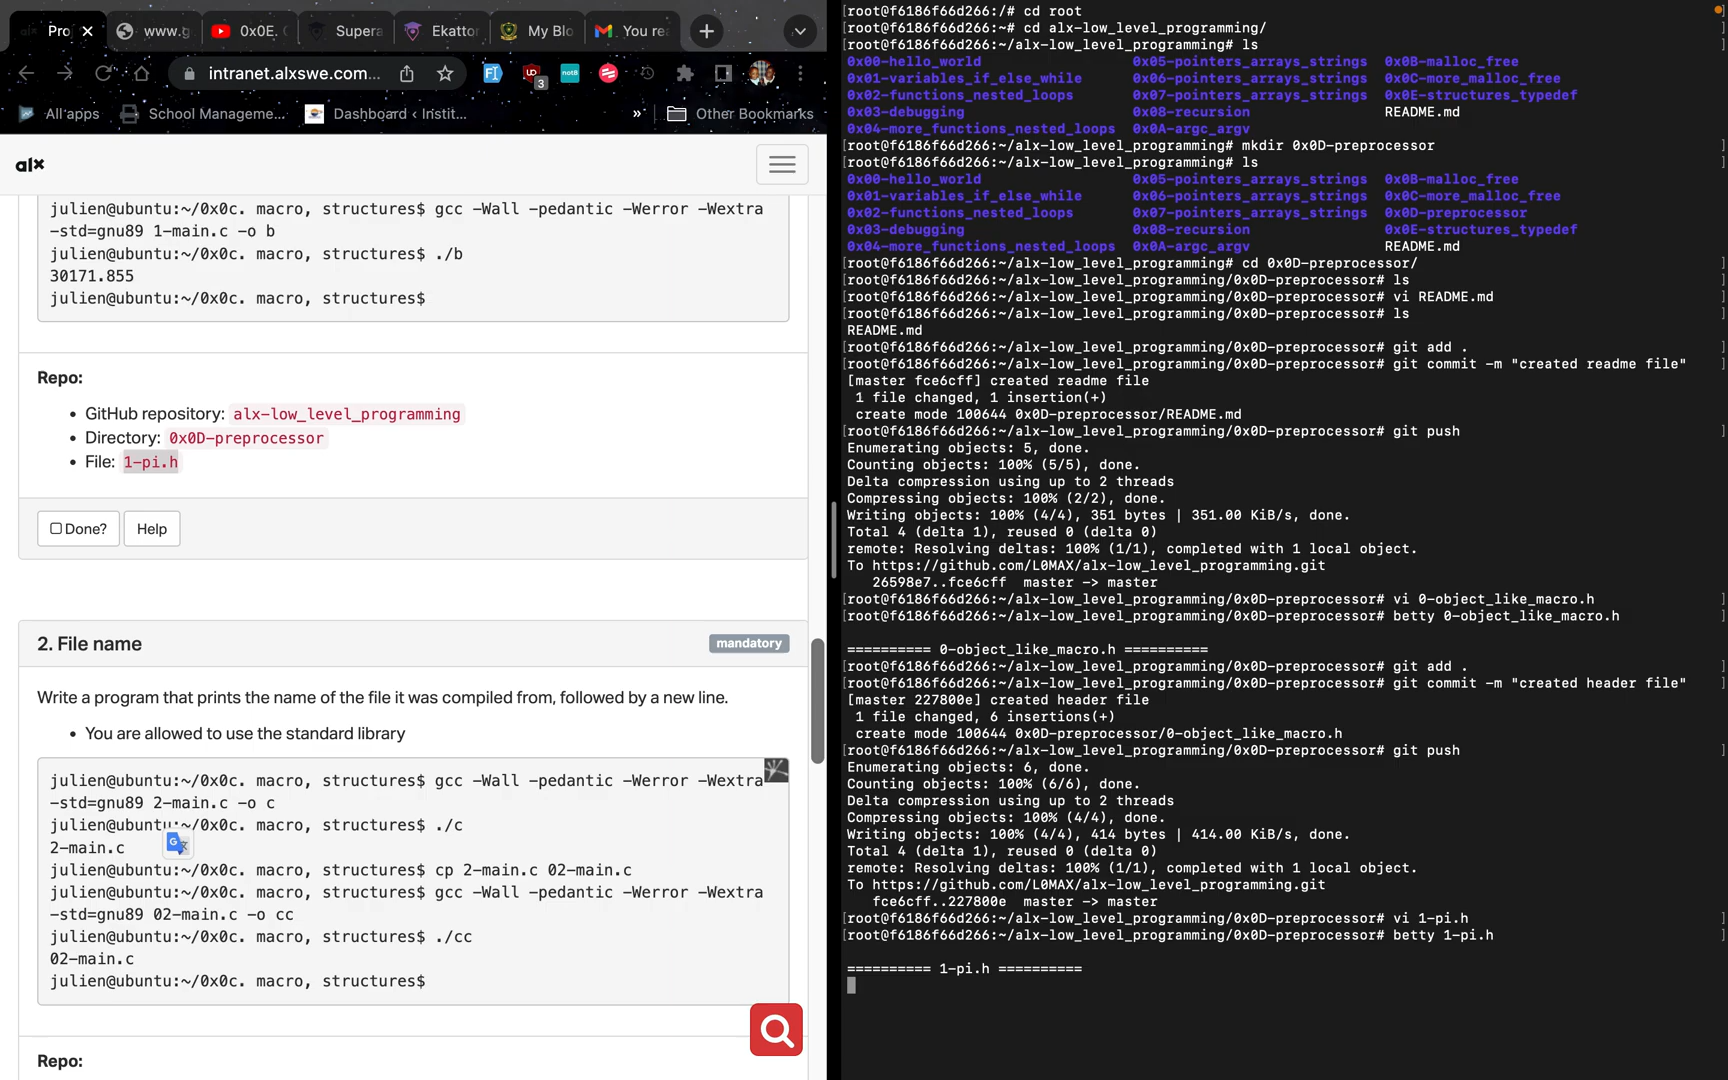 Pro
www.g
0x0E. (
Supera
Ekatton
My Blo
You re
intranet.alxswe.com...
3
All apps
School Manageme...
Dashboard ‹ Instit...
»
Other Bookmarks
alx
julien@ubuntu:~/0x0c. macro, structures$ gcc -Wall -pedantic -Werror -Wextra
-std=gnu89 1-main.c -o b
julien@ubuntu:~/0x0c. macro, structures$ ./b
30171.855
julien@ubuntu:~/0x0c. macro, structures$
Repo:
GitHub repository: alx-low_level_programming
Directory: 0x0D-preprocessor
File: 1-pi.h
Done?
Help
2. File name
mandatory
Write a program that prints the name of the file it was compiled from, followed by a new line.
You are allowed to use the standard library
julien@ubuntu:~/0x0c. macro, structures$ gcc -Wall -pedantic -Werror -Wextra
-std=gnu89 2-main.c -o c
julien@ubuntu:~/0x0c. macro, structures$ ./c
2-main.c
julien@ubuntu:~/0x0c. macro, structures$ cp 2-main.c 02-main.c
julien@ubuntu:~/0x0c. macro, structures$ gcc -Wall -pedantic -Werror -Wextra
-std=gnu89 02-main.c -o cc
julien@ubuntu:~/0x0c. macro, structures$ ./cc
02-main.c
julien@ubuntu:~/0x0c. macro, structures$
Repo:
[root@f6186f66d266:/# cd root ]
[root@f6186f66d266:~# cd alx-low_level_programming/ ]
[root@f6186f66d266:~/alx-low_level_programming# ls ]
0x00-hello_world 0x05-pointers_arrays_strings 0x0B-malloc_free
0x01-variables_if_else_while 0x06-pointers_arrays_strings 0x0C-more_malloc_free
0x02-functions_nested_loops 0x07-pointers_arrays_strings 0x0E-structures_typedef
0x03-debugging 0x08-recursion README.md
0x04-more_functions_nested_loops 0x0A-argc_argv
[root@f6186f66d266:~/alx-low_level_programming# mkdir 0x0D-preprocessor ]
[root@f6186f66d266:~/alx-low_level_programming# ls ]
0x00-hello_world 0x05-pointers_arrays_strings 0x0B-malloc_free
0x01-variables_if_else_while 0x06-pointers_arrays_strings 0x0C-more_malloc_free
0x02-functions_nested_loops 0x07-pointers_arrays_strings 0x0D-preprocessor
0x03-debugging 0x08-recursion 0x0E-structures_typedef
0x04-more_functions_nested_loops 0x0A-argc_argv README.md
[root@f6186f66d266:~/alx-low_level_programming# cd 0x0D-preprocessor/ ]
[root@f6186f66d266:~/alx-low_level_programming/0x0D-preprocessor# ls ]
[root@f6186f66d266:~/alx-low_level_programming/0x0D-preprocessor# vi README.md ]
[root@f6186f66d266:~/alx-low_level_programming/0x0D-preprocessor# ls ]
README.md
[root@f6186f66d266:~/alx-low_level_programming/0x0D-preprocessor# git add . ]
[root@f6186f66d266:~/alx-low_level_programming/0x0D-preprocessor# git commit -m "created readme file" ]
[master fce6cff] created readme file
1 file changed, 1 insertion(+)
create mode 100644 0x0D-preprocessor/README.md
[root@f6186f66d266:~/alx-low_level_programming/0x0D-preprocessor# git push ]
Enumerating objects: 5, done.
Counting objects: 100% (5/5), done.
Delta compression using up to 2 threads
Compressing objects: 100% (2/2), done.
Writing objects: 100% (4/4), 351 bytes | 351.00 KiB/s, done.
Total 4 (delta 1), reused 0 (delta 0)
remote: Resolving deltas: 100% (1/1), completed with 1 local object.
To https://github.com/L0MAX/alx-low_level_programming.git
26598e7..fce6cff master -> master
[root@f6186f66d266:~/alx-low_level_programming/0x0D-preprocessor# vi 0-object_like_macro.h ]
[root@f6186f66d266:~/alx-low_level_programming/0x0D-preprocessor# betty 0-object_like_macro.h ]
========== 0-object_like_macro.h ==========
[root@f6186f66d266:~/alx-low_level_programming/0x0D-preprocessor# git add . ]
[root@f6186f66d266:~/alx-low_level_programming/0x0D-preprocessor# git commit -m "created header file" ]
[master 227800e] created header file
1 file changed, 6 insertions(+)
create mode 100644 0x0D-preprocessor/0-object_like_macro.h
[root@f6186f66d266:~/alx-low_level_programming/0x0D-preprocessor# git push ]
Enumerating objects: 6, done.
Counting objects: 100% (6/6), done.
Delta compression using up to 2 threads
Compressing objects: 100% (4/4), done.
Writing objects: 100% (4/4), 414 bytes | 414.00 KiB/s, done.
Total 4 (delta 1), reused 0 (delta 0)
remote: Resolving deltas: 100% (1/1), completed with 1 local object.
To https://github.com/L0MAX/alx-low_level_programming.git
fce6cff..227800e master -> master
[root@f6186f66d266:~/alx-low_level_programming/0x0D-preprocessor# vi 1-pi.h ]
[root@f6186f66d266:~/alx-low_level_programming/0x0D-preprocessor# betty 1-pi.h ]
========== 1-pi.h ==========